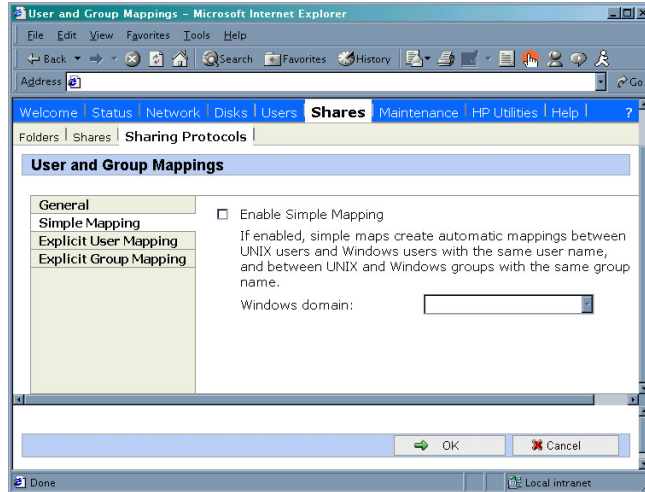 User and Group Mappings - Microsoft Internet Explorer
File Edit View Favorites Tools Help
Back Search Favorites History
Address Go
Welcome Status Network Disks Users Shares Maintenance HP Utilities Help ?
Folders Shares Sharing Protocols
User and Group Mappings
General
Simple Mapping
Explicit User Mapping
Explicit Group Mapping
Enable Simple Mapping
If enabled, simple maps create automatic mappings between
UNIX users and Windows users with the same user name,
and between UNIX and Windows groups with the same group
name.
Windows domain:
OK Cancel
Done Local intranet